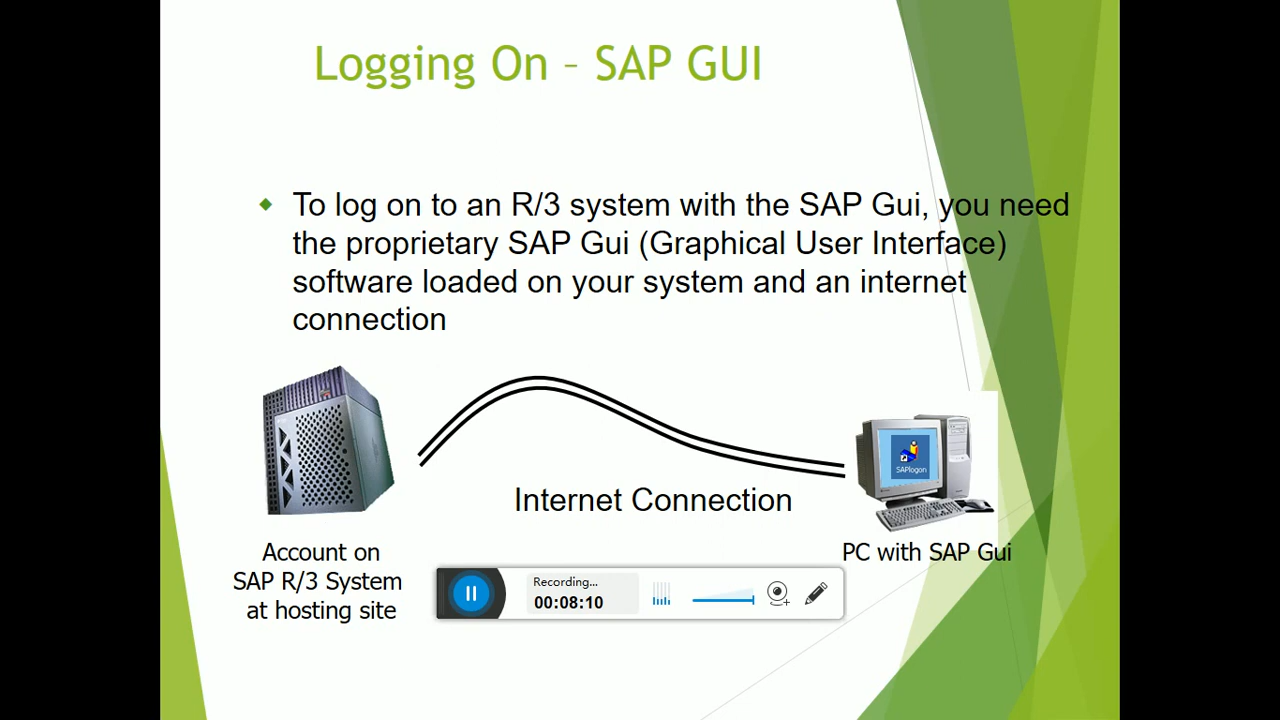 Logging On – SAP GUI
To log on to an R/3 system with the SAP Gui, you need
the proprietary SAP Gui (Graphical User Interface)
software loaded on your system and an internet
connection
SAPlogon
Internet Connection
Account on
SAP R/3 System
at hosting site
PC with SAP Gui
Recording...
00:08:10